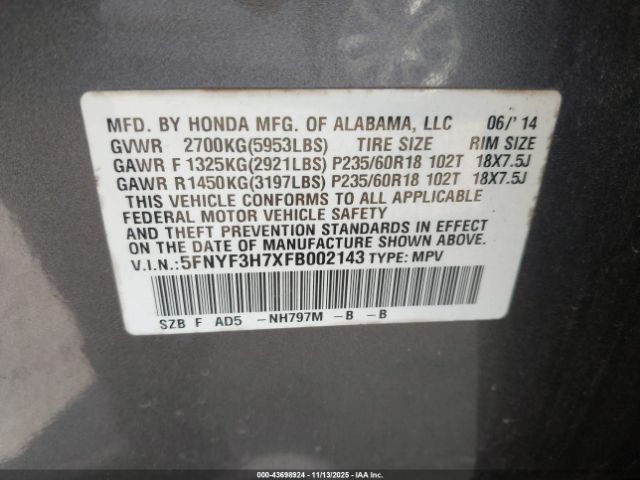 MFD. BY HONDA MFG. OF ALABAMA, LLC 06/'14
GVWR 2700KG(5953LBS) TIRE SIZE RIM SIZE
GAWR F 1325KG(2921LBS) P235/60R18 102T 18X7.5J
GAWR R1450KG(3197LBS) P235/60R18 102T 18X7.5J
THIS VEHICLE CONFORMS TO ALL APPLICABLE
FEDERAL MOTOR VEHICLE SAFETY
AND THEFT PREVENTION STANDARDS IN EFFECT
ON THE DATE OF MANUFACTURE SHOWN ABOVE.
V.I.N.:5FNYF3H7XFB002143 TYPE: MPV
SZB F AD5 -NH797M -B -B
000-43698924 - 11/13/2025 - IAAI.COM